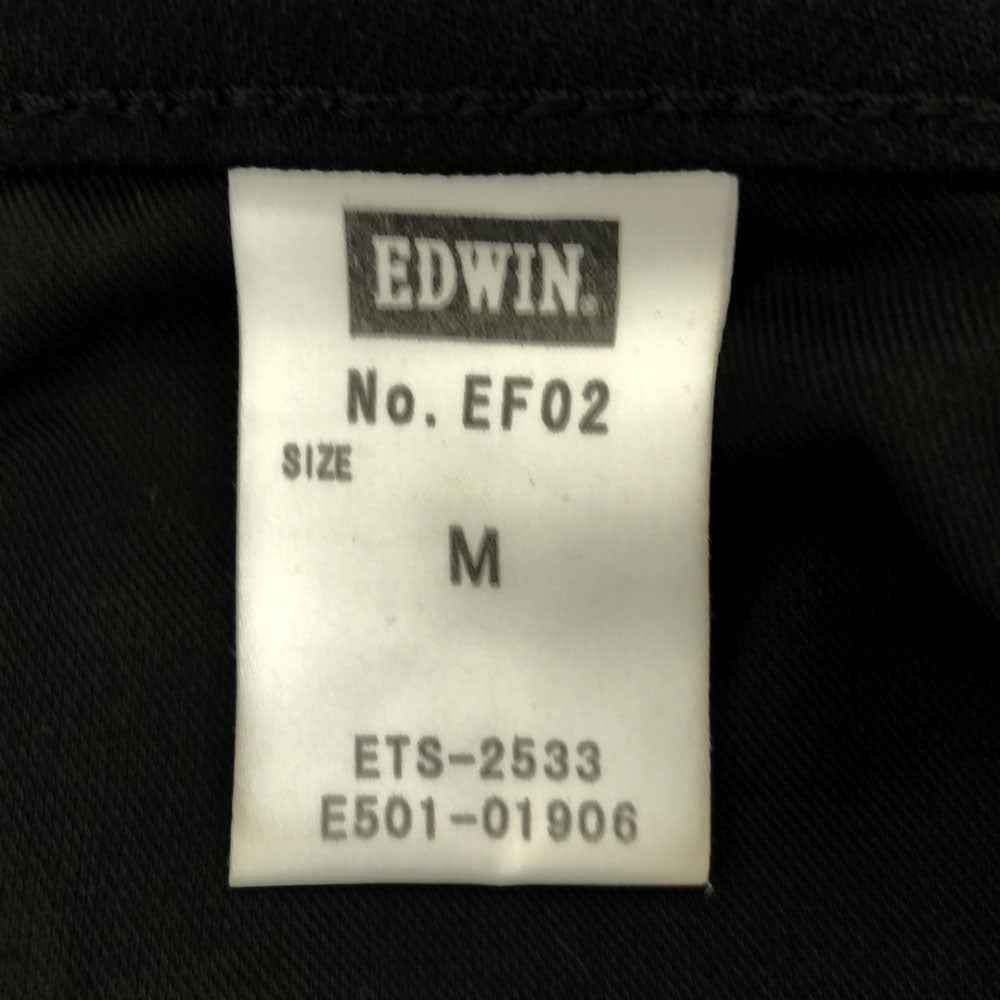 EDWIN®
No. EF02
SIZE
M
ETS-2533
E501-01906